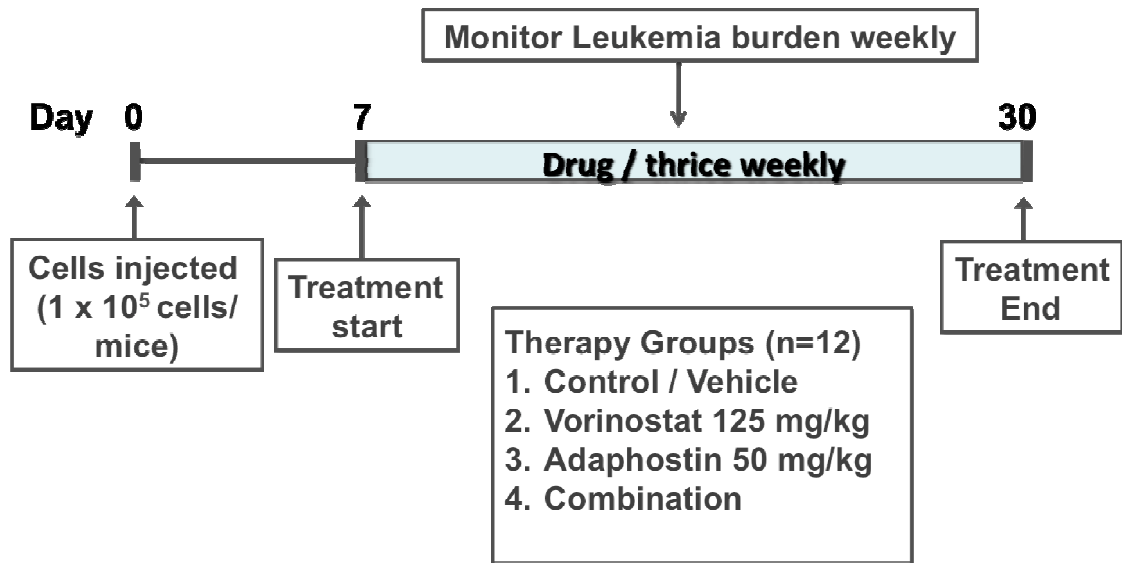 Monitor Leukemia burden weekly
Day 0 7 30
Drug / thrice weekly
Cells injected
(1 x 10⁵ cells/
mice)
Treatment
start
Treatment
End
Therapy Groups (n=12)
1. Control / Vehicle
2. Vorinostat 125 mg/kg
3. Adaphostin 50 mg/kg
4. Combination